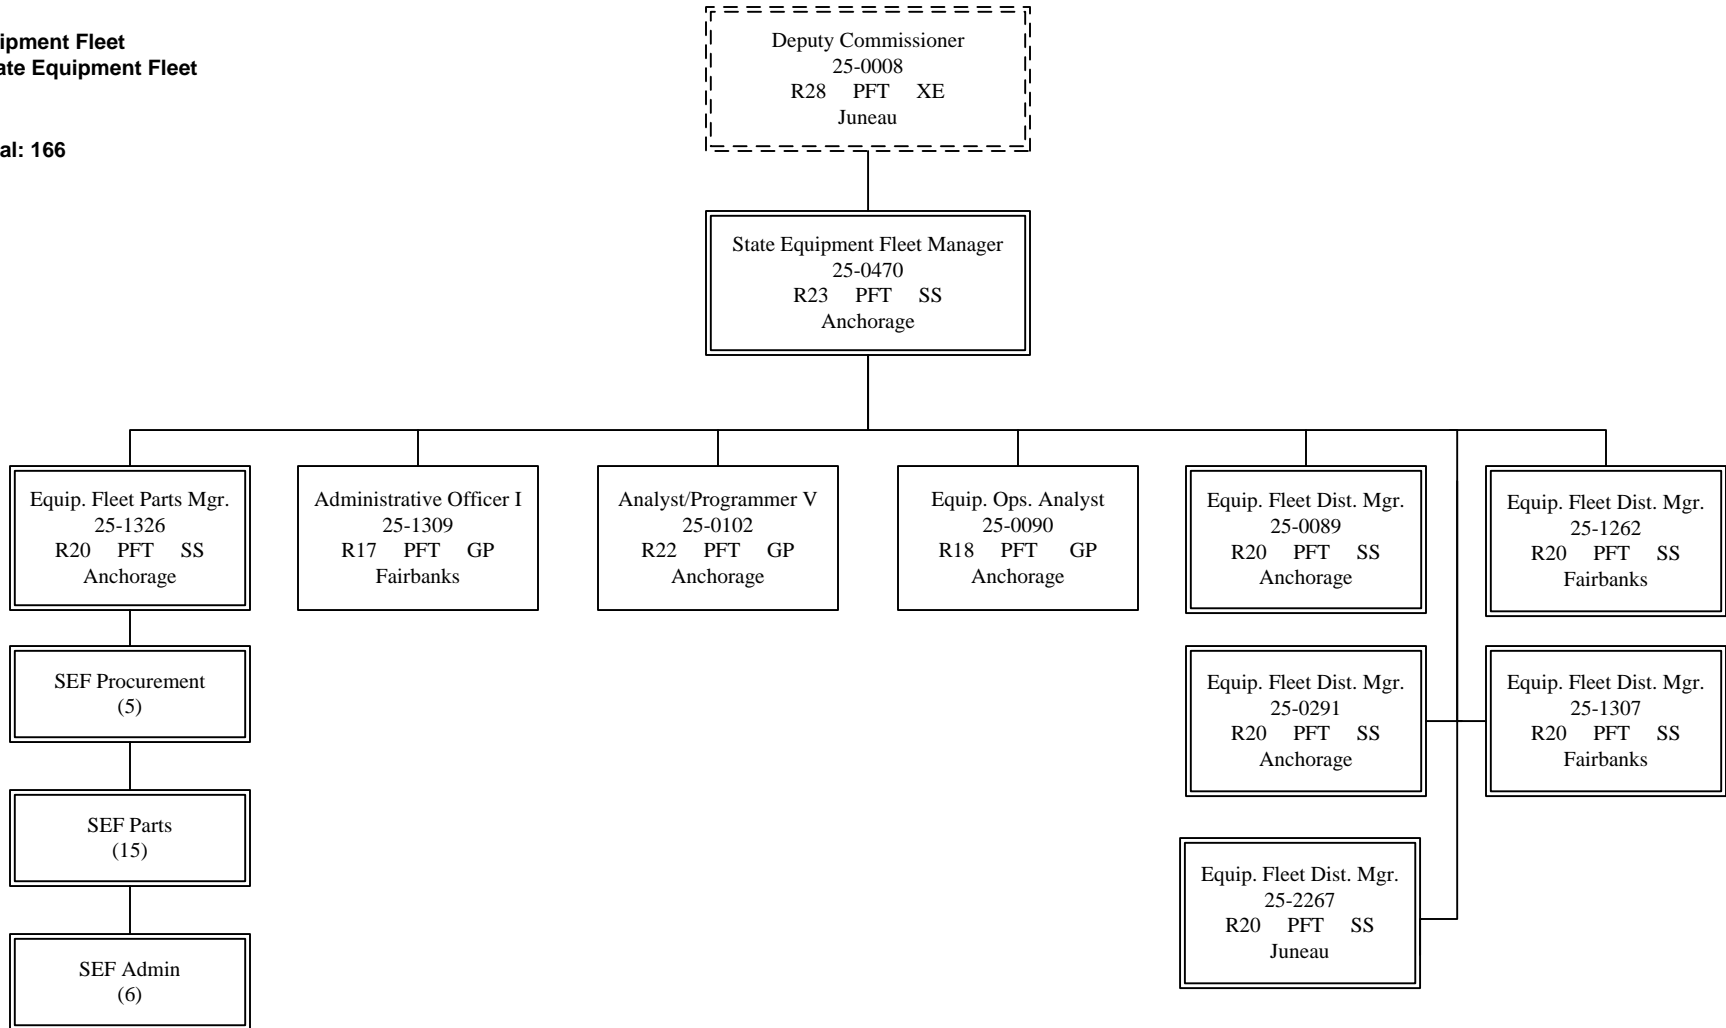 ipment Fleet
ate Equipment Fleet
al: 166
Deputy Commissioner
25-0008
R28 PFT XE
Juneau
State Equipment Fleet Manager
25-0470
R23 PFT SS
Anchorage
Equip. Fleet Parts Mgr.
25-1326
R20 PFT SS
Anchorage
Administrative Officer I
25-1309
R17 PFT GP
Fairbanks
Analyst/Programmer V
25-0102
R22 PFT GP
Anchorage
Equip. Ops. Analyst
25-0090
R18 PFT GP
Anchorage
Equip. Fleet Dist. Mgr.
25-0089
R20 PFT SS
Anchorage
Equip. Fleet Dist. Mgr.
25-1262
R20 PFT SS
Fairbanks
SEF Procurement
(5)
Equip. Fleet Dist. Mgr.
25-0291
R20 PFT SS
Anchorage
Equip. Fleet Dist. Mgr.
25-1307
R20 PFT SS
Fairbanks
SEF Parts
(15)
Equip. Fleet Dist. Mgr.
25-2267
R20 PFT SS
Juneau
SEF Admin
(6)